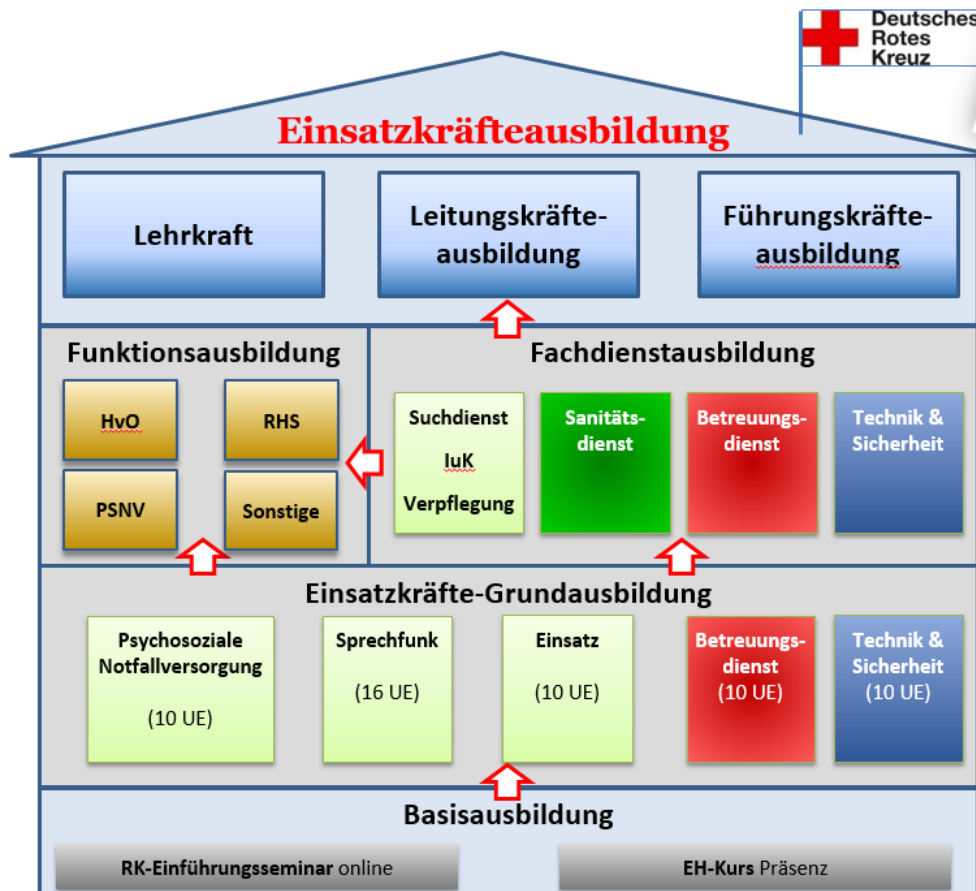 Deutsches
Rotes
Kreuz
Einsatzkräfteausbildung
Lehrkraft
Leitungskräfte-
ausbildung
Führungskräfte-
ausbildung
Funktionsausbildung
HvO
RHS
PSNV
Sonstige
Fachdienstausbildung
Suchdienst
IuK
Verpflegung
Sanitäts-
dienst
Betreuungs-
dienst
Technik &
Sicherheit
Einsatzkräfte-Grundausbildung
Psychosoziale
Notfallversorgung
(10 UE)
Sprechfunk
(16 UE)
Einsatz
(10 UE)
Betreuungs-
dienst
(10 UE)
Technik &
Sicherheit
(10 UE)
Basisausbildung
RK-Einführungsseminar online
EH-Kurs Präsenz